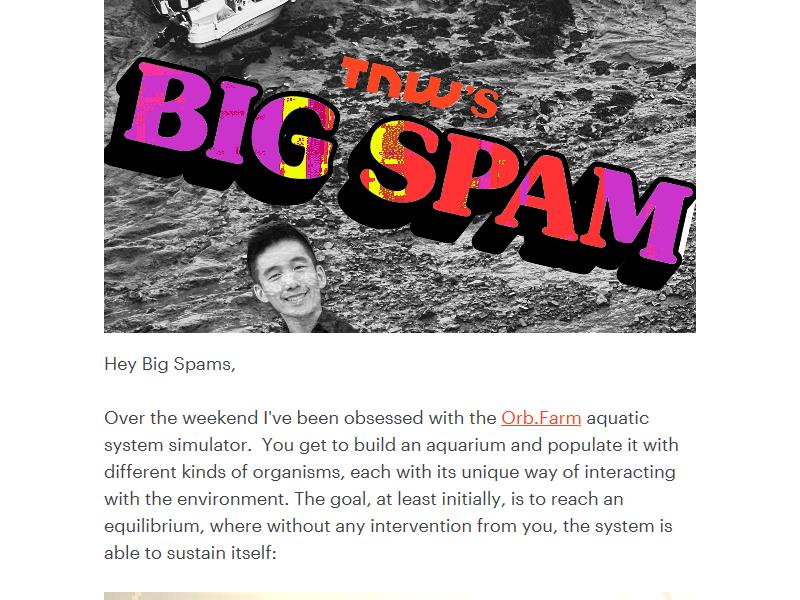 TNW's
BIG SPAM
Hey Big Spams,
Over the weekend I've been obsessed with the Orb.Farm aquatic
system simulator.  You get to build an aquarium and populate it with
different kinds of organisms, each with its unique way of interacting
with the environment. The goal, at least initially, is to reach an
equilibrium, where without any intervention from you, the system is
able to sustain itself: